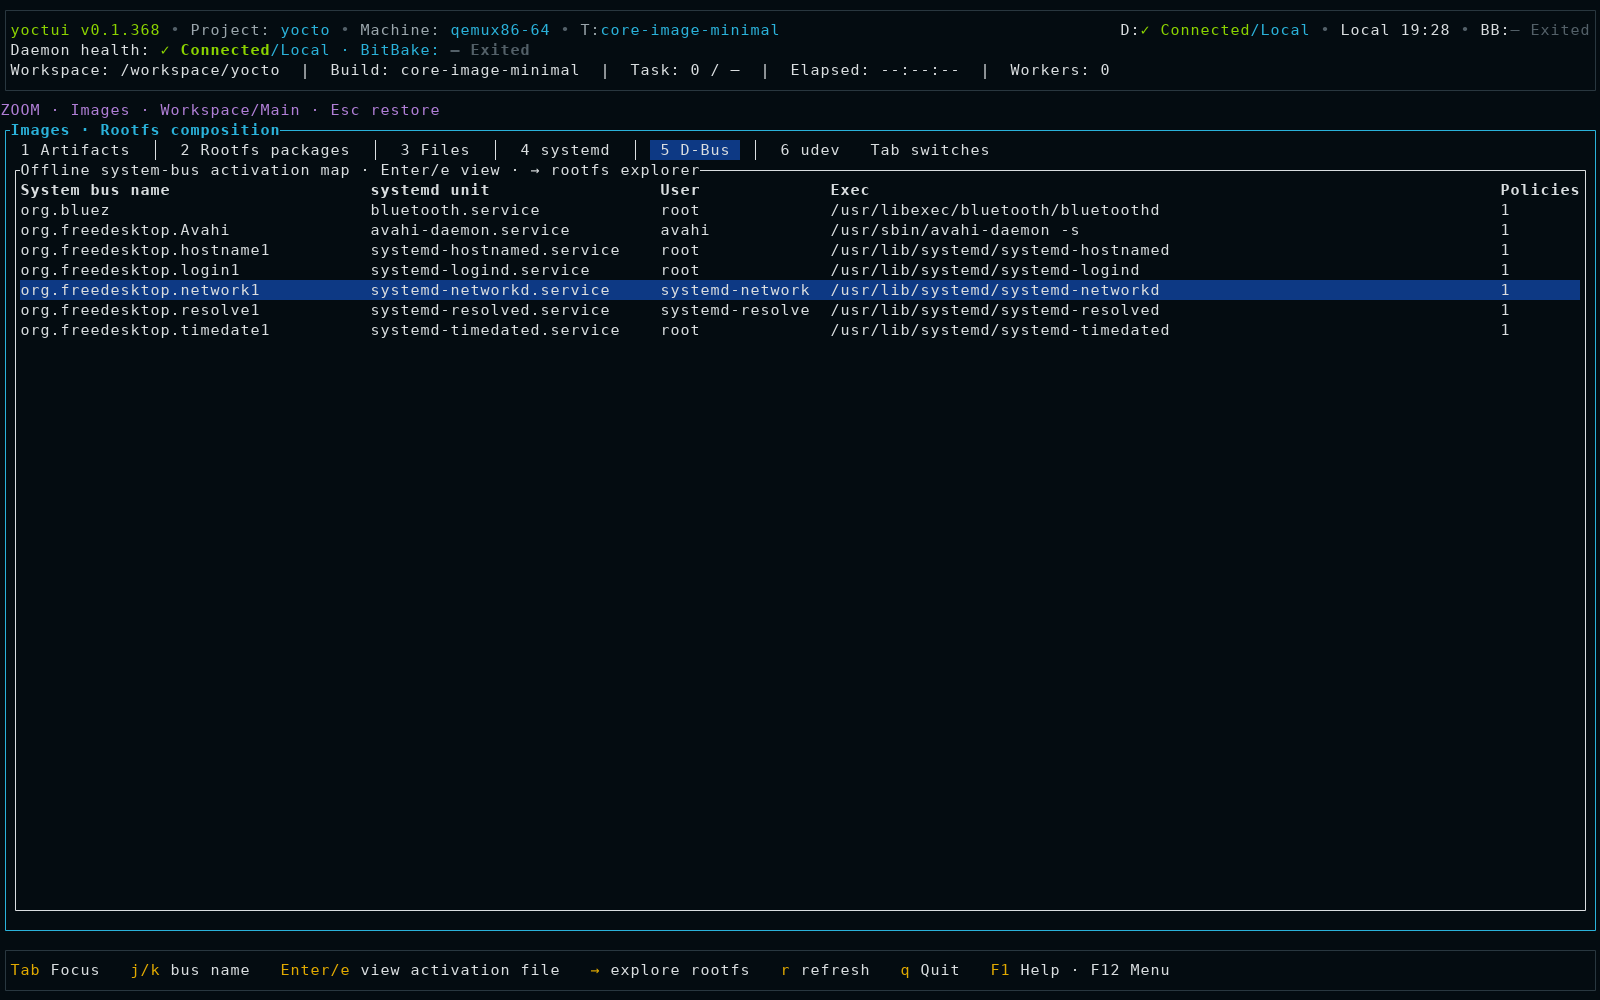 yoctui v0.1.368 • Project: yocto • Machine: qemux86-64 • T:core-image-minimal D:✓ Connected/Local • Local 19:28 • BB:— Exited
Daemon health: ✓ Connected/Local · BitBake: — Exited
Workspace: /workspace/yocto | Build: core-image-minimal | Task: 0 / — | Elapsed: --:--:-- | Workers: 0
ZOOM · Images · Workspace/Main · Esc restore
Images · Rootfs composition
1 Artifacts │ 2 Rootfs packages │ 3 Files │ 4 systemd │ 5 D-Bus │ 6 udev Tab switches
Offline system-bus activation map · Enter/e view · → rootfs explorer
System bus name systemd unit User Exec Policies
org.bluez bluetooth.service root /usr/libexec/bluetooth/bluetoothd 1
org.freedesktop.Avahi avahi-daemon.service avahi /usr/sbin/avahi-daemon -s 1
org.freedesktop.hostname1 systemd-hostnamed.service root /usr/lib/systemd/systemd-hostnamed 1
org.freedesktop.login1 systemd-logind.service root /usr/lib/systemd/systemd-logind 1
org.freedesktop.network1 systemd-networkd.service systemd-network /usr/lib/systemd/systemd-networkd 1
org.freedesktop.resolve1 systemd-resolved.service systemd-resolve /usr/lib/systemd/systemd-resolved 1
org.freedesktop.timedate1 systemd-timedated.service root /usr/lib/systemd/systemd-timedated 1
Tab Focus j/k bus name Enter/e view activation file → explore rootfs r refresh q Quit F1 Help · F12 Menu